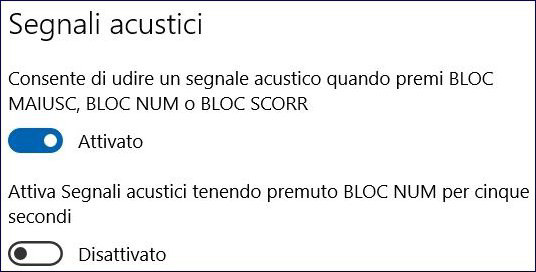 Segnali acustici
Consente di udire un segnale acustico quando premi BLOC
MAIUSC, BLOC NUM o BLOC SCORR
Attivato
Attiva Segnali acustici tenendo premuto BLOC NUM per cinque
secondi
Disattivato